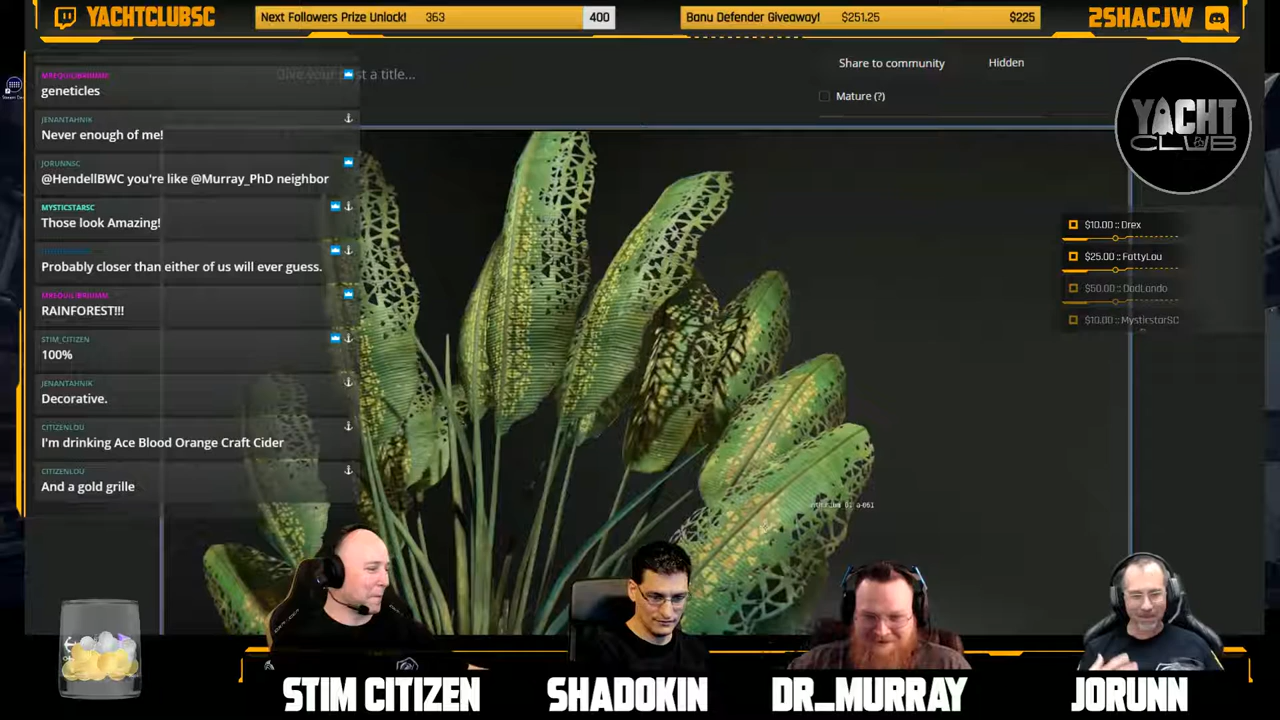 YACHTCLUBSC
Next Followers Prize Unlock! 363 400
Banu Defender Giveaway! $251.25 $225
2SHACJW
a title...
Share to community Hidden
Mature (?)
YACHT
CLUB
MREQUILIBRIUMM
geneticles
JENANTAHNIK
Never enough of me!
JORUNNSC
@HendellBWC you're like @Murray_PhD neighbor
MYSTICSTARSC
Those look Amazing!
Probably closer than either of us will ever guess.
MREQUILIBRIUMM
RAINFOREST!!!
STIM_CITIZEN
100%
JENANTAHNIK
Decorative.
CITIZENLOU
I'm drinking Ace Blood Orange Craft Cider
CITIZENLOU
And a gold grille
$10.00 :: Drex
$25.00 :: FattyLou
$50.00 :: DadLando
$10.00 :: MysticstarSC
STIM CITIZEN
SHADOKIN
DR_MURRAY
JORUNN